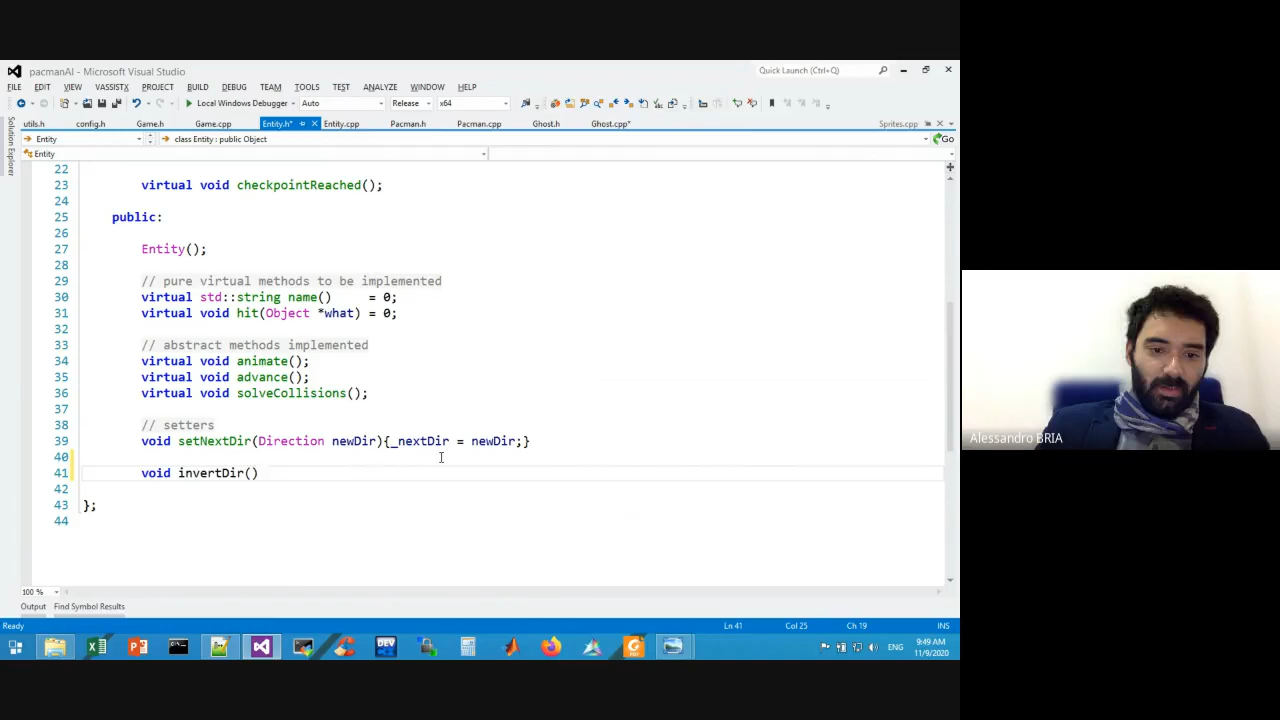 pacmanAI - Microsoft Visual Studio
Quick Launch (Ctrl+Q)
FILE EDIT VIEW VASSISTX PROJECT BUILD DEBUG TEAM TOOLS TEST ANALYZE WINDOW HELP
Local Windows Debugger Auto Release x64
utils.h config.h Game.h Game.cpp Entity.h* Entity.cpp Pacman.h Pacman.cpp Ghost.h Ghost.cpp* Sprites.cpp
Solution Explorer
Entity class Entity : public Object Go
Entity
22
23 virtual void checkpointReached();
24
25 public:
26
27 Entity();
28
29 // pure virtual methods to be implemented
30 virtual std::string name() = 0;
31 virtual void hit(Object *what) = 0;
32
33 // abstract methods implemented
34 virtual void animate();
35 virtual void advance();
36 virtual void solveCollisions();
37
38 // setters
39 void setNextDir(Direction newDir){_nextDir = newDir;}
40
41 void invertDir()
42
43 };
44
Alessandro BRIA
100 %
Output Find Symbol Results
Ready Ln 41 Col 25 Ch 19 INS
DEV
PDF
ENG
9:49 AM
11/9/2020